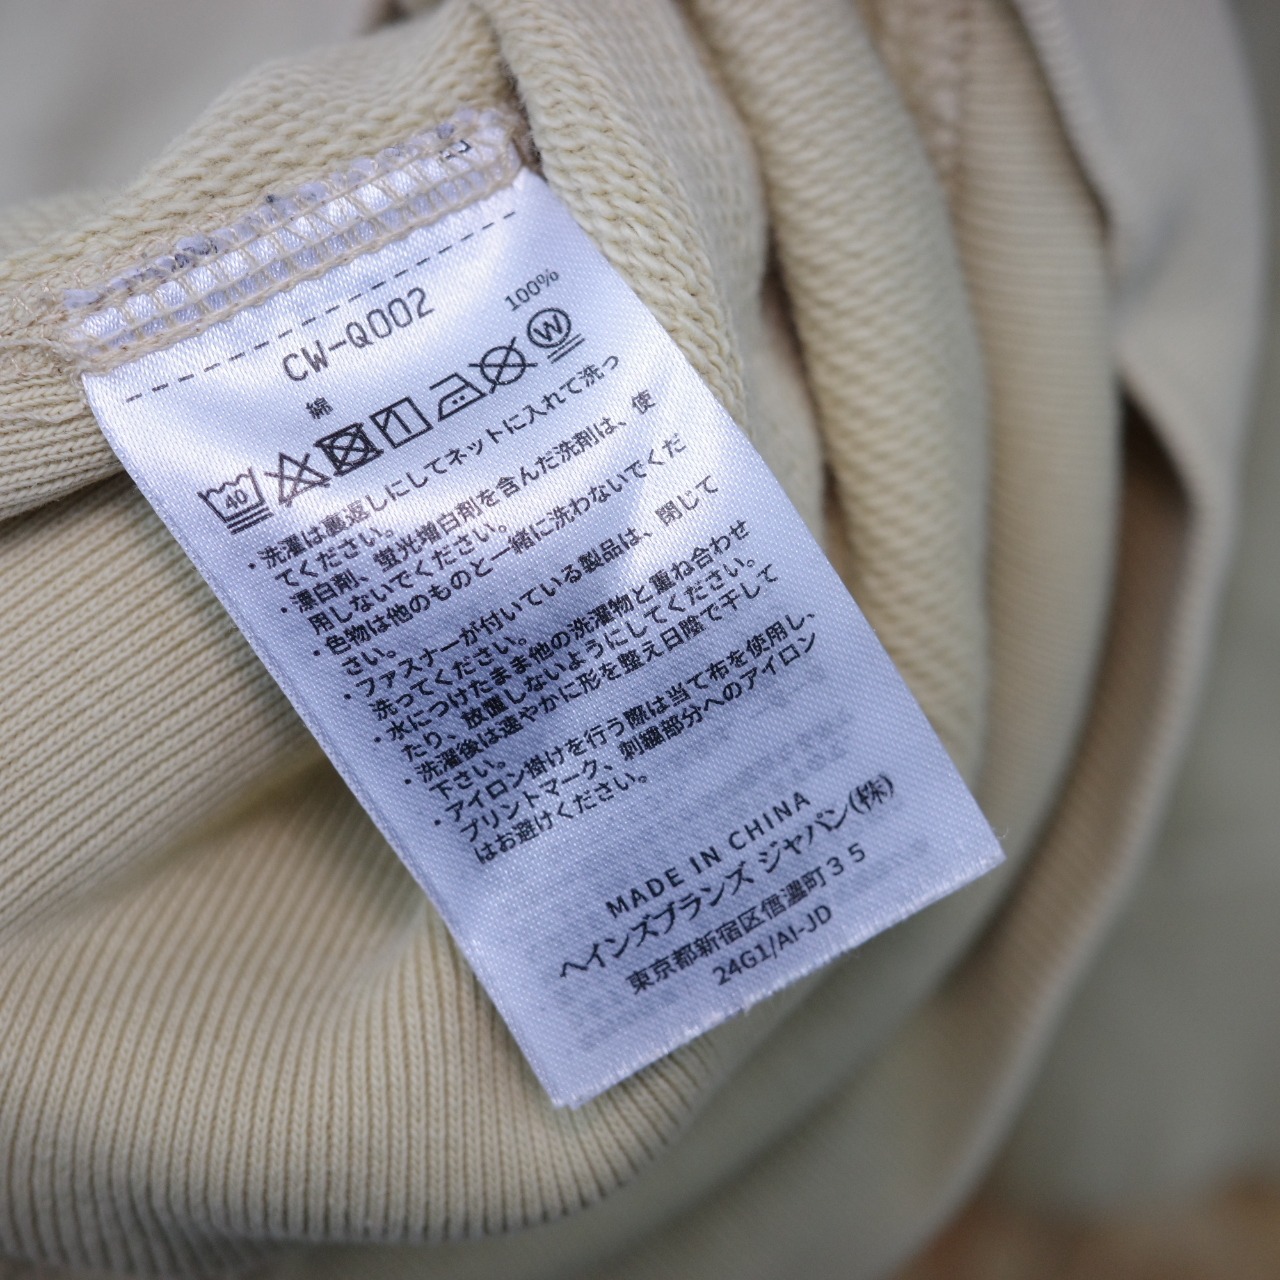 CW-Q002
綿 100%
40 W
・洗濯は裏返しにしてネットに入れて洗っ
てください。
・漂白剤、蛍光増白剤を含んだ洗剤は、使
用しないでください。
・色物は他のものと一緒に洗わないでくだ
さい。
・ファスナーが付いている製品は、閉じて
洗ってください。
・水につけたまま他の洗濯物と重ね合わせ
たり、放置しないようにしてください。
・洗濯後は速やかに形を整え日陰で干して
下さい。
・アイロン掛けを行う際は当て布を使用し、
プリントマーク、刺繍部分へのアイロン
はお避けください。
MADE IN CHINA
ヘインズブランズ ジャパン(株)
東京都新宿区信濃町35
24G1/AI-JD